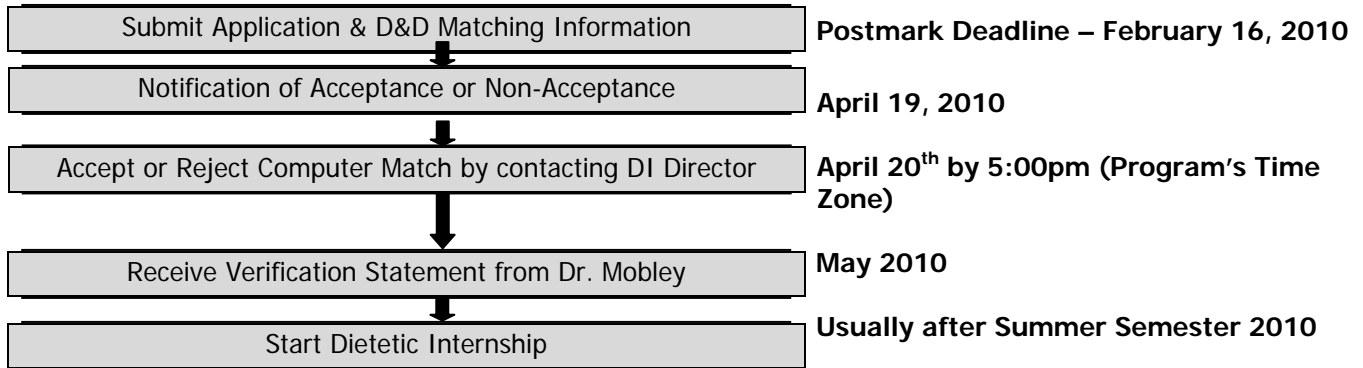 Submit Application & D&D Matching Information
Postmark Deadline – February 16, 2010
Notification of Acceptance or Non-Acceptance
April 19, 2010
Accept or Reject Computer Match by contacting DI Director
April 20th by 5:00pm (Program's Time
Zone)
Receive Verification Statement from Dr. Mobley
May 2010
Start Dietetic Internship
Usually after Summer Semester 2010